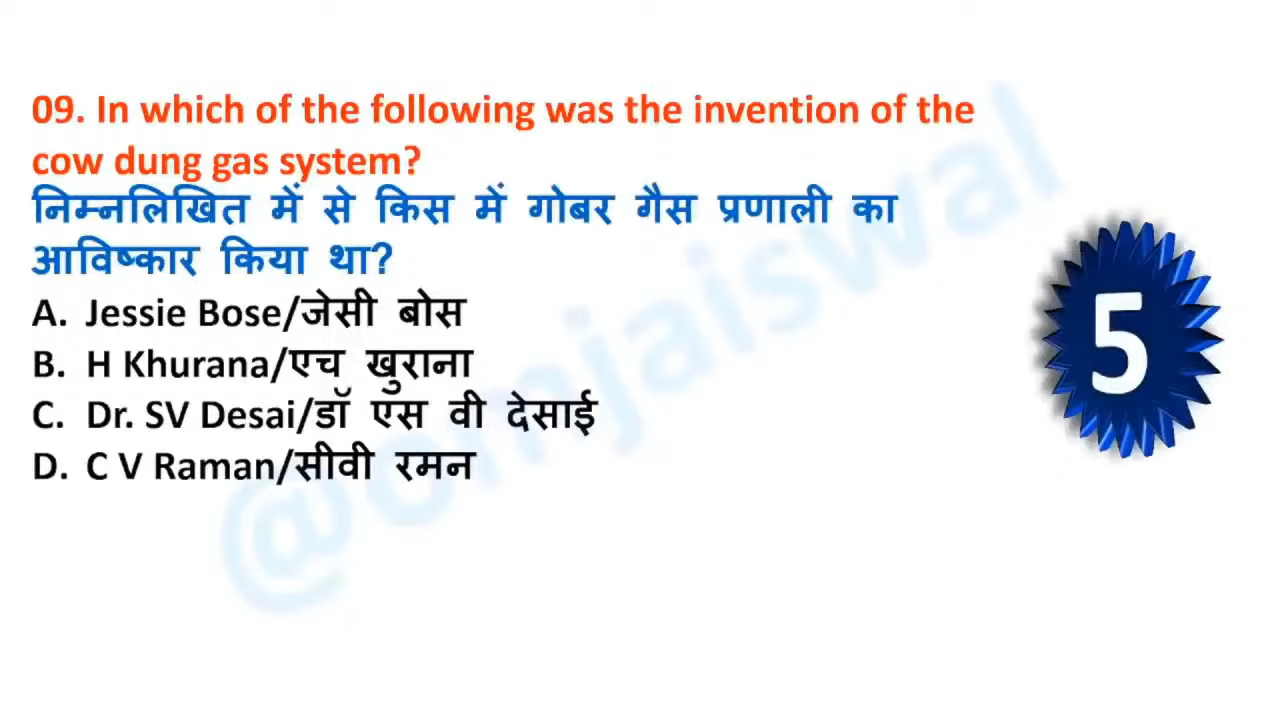 09. In which of the following was the invention of the
cow dung gas system?
निम्नलिखित में से किस में गोबर गैस प्रणाली का
आविष्कार किया था?
A. Jessie Bose/जेसी बोस
B. H Khurana/एच खुराना
C. Dr. SV Desai/डॉ एस वी देसाई
D. C V Raman/सीवी रमन
5
@omjaiswal